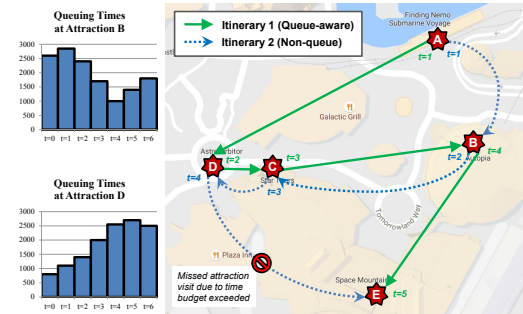 Queuing Times
at Attraction B
3000
2500
2000
1500
1000
500
0
t=0 t=1 t=2 t=3 t=4 t=5 t=6
Queuing Times
at Attraction D
3000
2500
2000
1500
1000
500
0
t=0 t=1 t=2 t=3 t=4 t=5 t=6
Itinerary 1 (Queue-aware)
Itinerary 2 (Non-queue)
Finding Nemo
Submarine Voyage
A
t=1
t=1
Galactic Grill
B
t=4
t=2
Astro
D
t=2
t=4
C
t=3
Star
t=3
Tomorrowland Way
Plaza Inn
Missed attraction
visit due to time
budget exceeded
Space Mountain
E
t=5